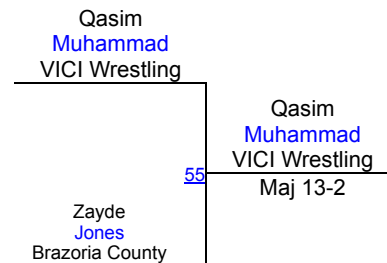 Qasim
Muhammad
VICI Wrestling
Qasim
Muhammad
VICI Wrestling
55
Maj 13-2
Zayde
Jones
Brazoria County